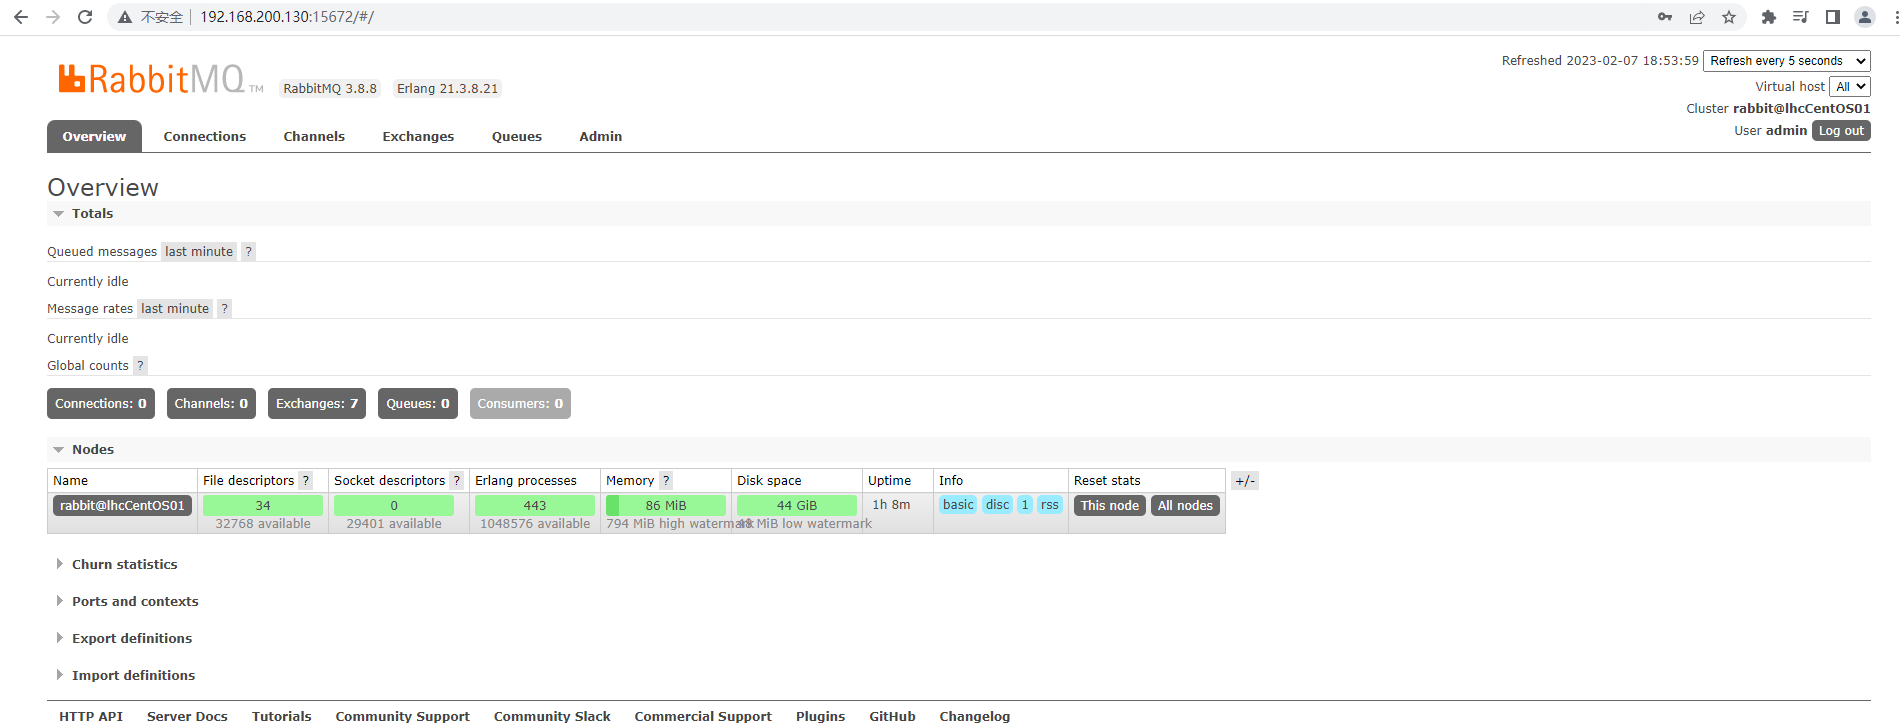 不安全 192.168.200.130:15672/#/
RabbitMQ TM RabbitMQ 3.8.8 Erlang 21.3.8.21
Refreshed 2023-02-07 18:53:59 Refresh every 5 seconds
Virtual host All
Cluster rabbit@lhcCentOS01
User admin Log out
Overview Connections Channels Exchanges Queues Admin
Overview
Totals
Queued messages last minute ?
Currently idle
Message rates last minute ?
Currently idle
Global counts ?
Connections: 0 Channels: 0 Exchanges: 7 Queues: 0 Consumers: 0
Nodes
Name File descriptors ? Socket descriptors ? Erlang processes Memory ? Disk space Uptime Info Reset stats +/-
rabbit@lhcCentOS01 34 0 443 86 MiB 44 GiB 1h 8m basic disc 1 rss This node All nodes
32768 available 29401 available 1048576 available 794 MiB high watermark 48 MiB low watermark
Churn statistics
Ports and contexts
Export definitions
Import definitions
HTTP API Server Docs Tutorials Community Support Community Slack Commercial Support Plugins GitHub Changelog